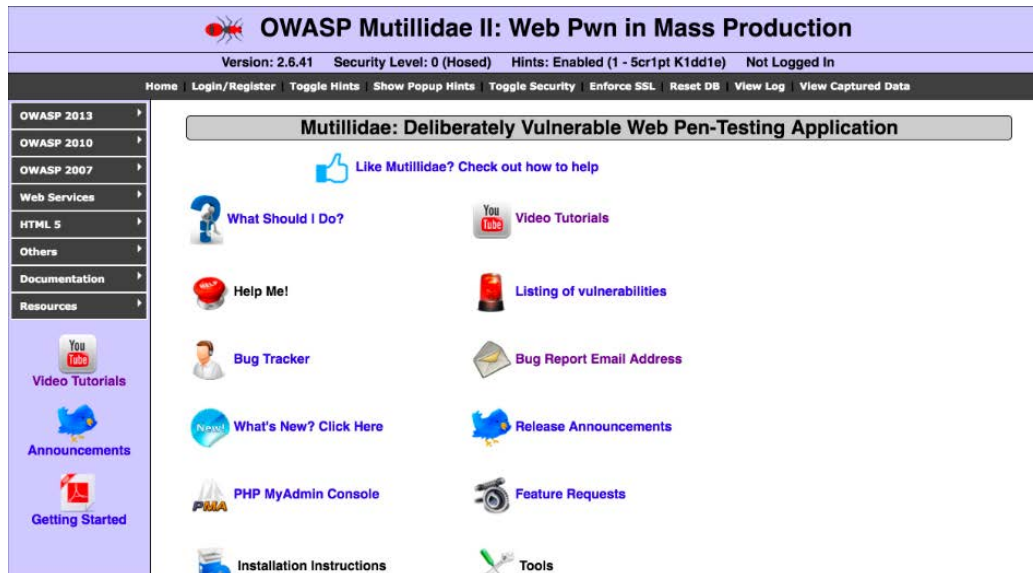 OWASP Mutillidae II: Web Pwn in Mass Production
Version: 2.6.41 Security Level: 0 (Hosed) Hints: Enabled (1 - 5cr1pt K1dd1e) Not Logged In
Home Login/Register Toggle Hints Show Popup Hints Toggle Security Enforce SSL Reset DB View Log View Captured Data
OWASP 2013
OWASP 2010
OWASP 2007
Web Services
HTML 5
Others
Documentation
Resources
You Tube
Video Tutorials
Announcements
Getting Started
Mutillidae: Deliberately Vulnerable Web Pen-Testing Application
Like Mutillidae? Check out how to help
What Should I Do?
You Tube
Video Tutorials
HELP
Help Me!
Listing of vulnerabilities
Bug Tracker
Bug Report Email Address
New!
What's New? Click Here
Release Announcements
PMA
PHP MyAdmin Console
Feature Requests
Installation Instructions
Tools